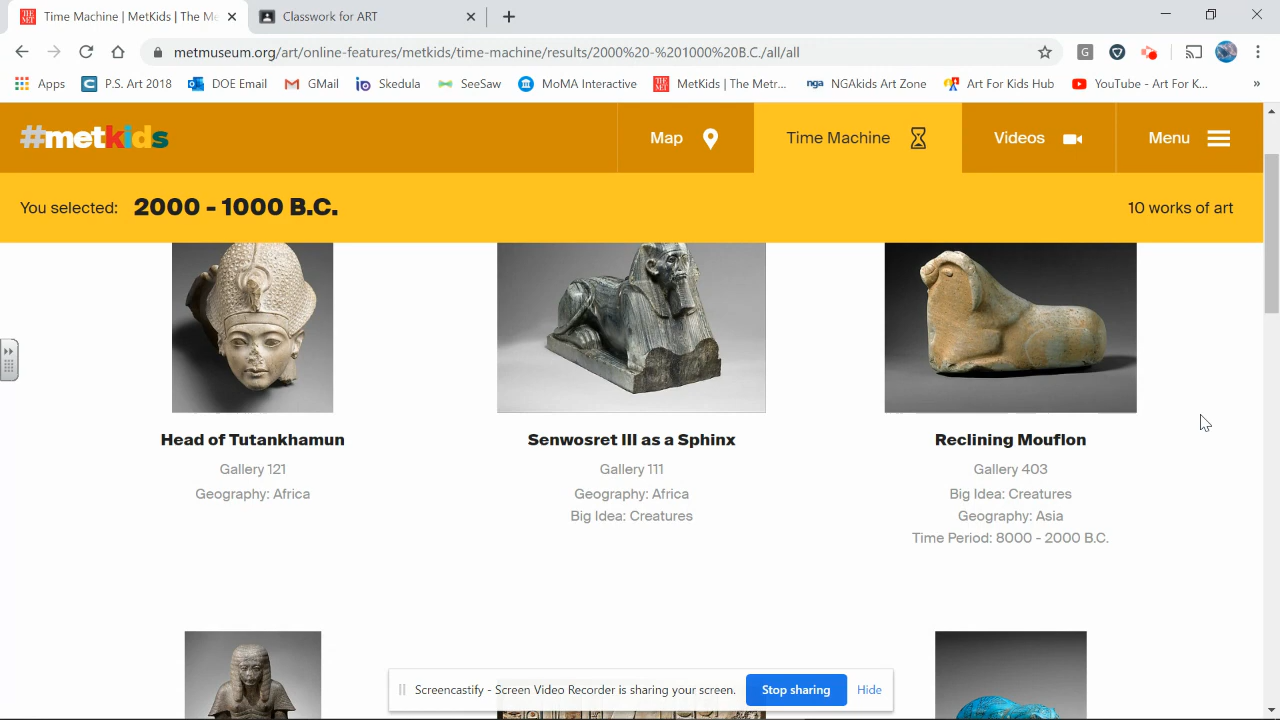 Time Machine | MetKids | The Me
Classwork for ART
metmuseum.org/art/online-features/metkids/time-machine/results/2000%20-%201000%20B.C./all/all
G
Apps
P.S. Art 2018
DOE Email
GMail
Skedula
SeeSaw
MoMA Interactive
MetKids | The Metr...
nga
NGAkids Art Zone
Art For Kids Hub
YouTube - Art For K...
»
#metkids
Map
Time Machine
Videos
Menu
You selected: 2000 - 1000 B.C.
10 works of art
Head of Tutankhamun
Gallery 121
Geography: Africa
Senwosret III as a Sphinx
Gallery 111
Geography: Africa
Big Idea: Creatures
Reclining Mouflon
Gallery 403
Big Idea: Creatures
Geography: Asia
Time Period: 8000 - 2000 B.C.
Screencastify - Screen Video Recorder is sharing your screen.
Stop sharing
Hide